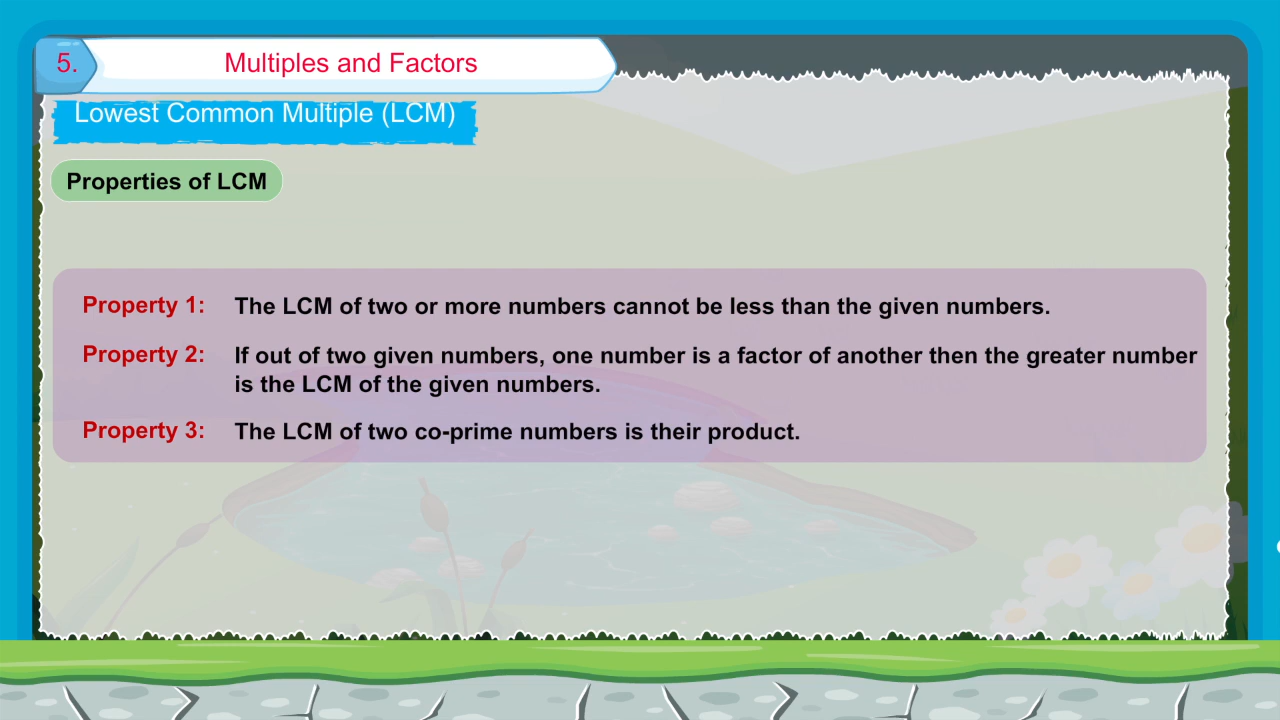 5. Multiples and Factors
Lowest Common Multiple (LCM)
Properties of LCM
Property 1: The LCM of two or more numbers cannot be less than the given numbers.
Property 2: If out of two given numbers, one number is a factor of another then the greater number
is the LCM of the given numbers.
Property 3: The LCM of two co-prime numbers is their product.